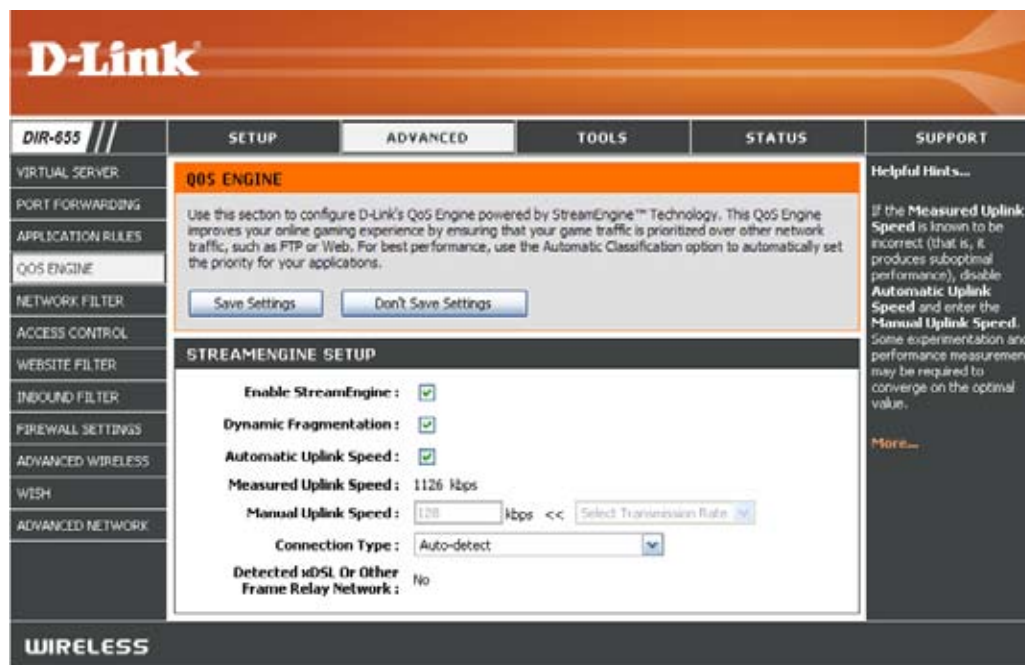 D-Link
DIR-655
SETUP
ADVANCED
TOOLS
STATUS
SUPPORT
VIRTUAL SERVER
PORT FORWARDING
APPLICATION RULES
QOS ENGINE
NETWORK FILTER
ACCESS CONTROL
WEBSITE FILTER
INBOUND FILTER
FIREWALL SETTINGS
ADVANCED WIRELESS
WISH
ADVANCED NETWORK
QOS ENGINE
Use this section to configure D-Link's QoS Engine powered by StreamEngine™ Technology. This QoS Engine
improves your online gaming experience by ensuring that your game traffic is prioritized over other network
traffic, such as FTP or Web. For best performance, use the Automatic Classification option to automatically set
the priority for your applications.
Save Settings
Don't Save Settings
STREAMENGINE SETUP
Enable StreamEngine :
Dynamic Fragmentation :
Automatic Uplink Speed :
Measured Uplink Speed : 1126 kbps
Manual Uplink Speed : 128 kbps << Select Transmission Rate
Connection Type : Auto-detect
Detected xDSL Or Other
Frame Relay Network : No
Helpful Hints...
If the Measured Uplink
Speed is known to be
incorrect (that is, it
produces suboptimal
performance), disable
Automatic Uplink
Speed and enter the
Manual Uplink Speed.
Some experimentation and
performance measuremen
may be required to
converge on the optimal
value.
More...
WIRELESS